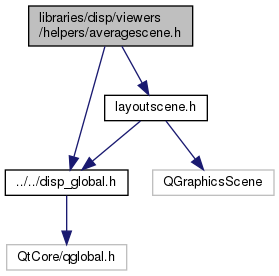 libraries/disp/viewers
/helpers/averagescene.h
layoutscene.h
../../disp_global.h
QGraphicsScene
QtCore/qglobal.h